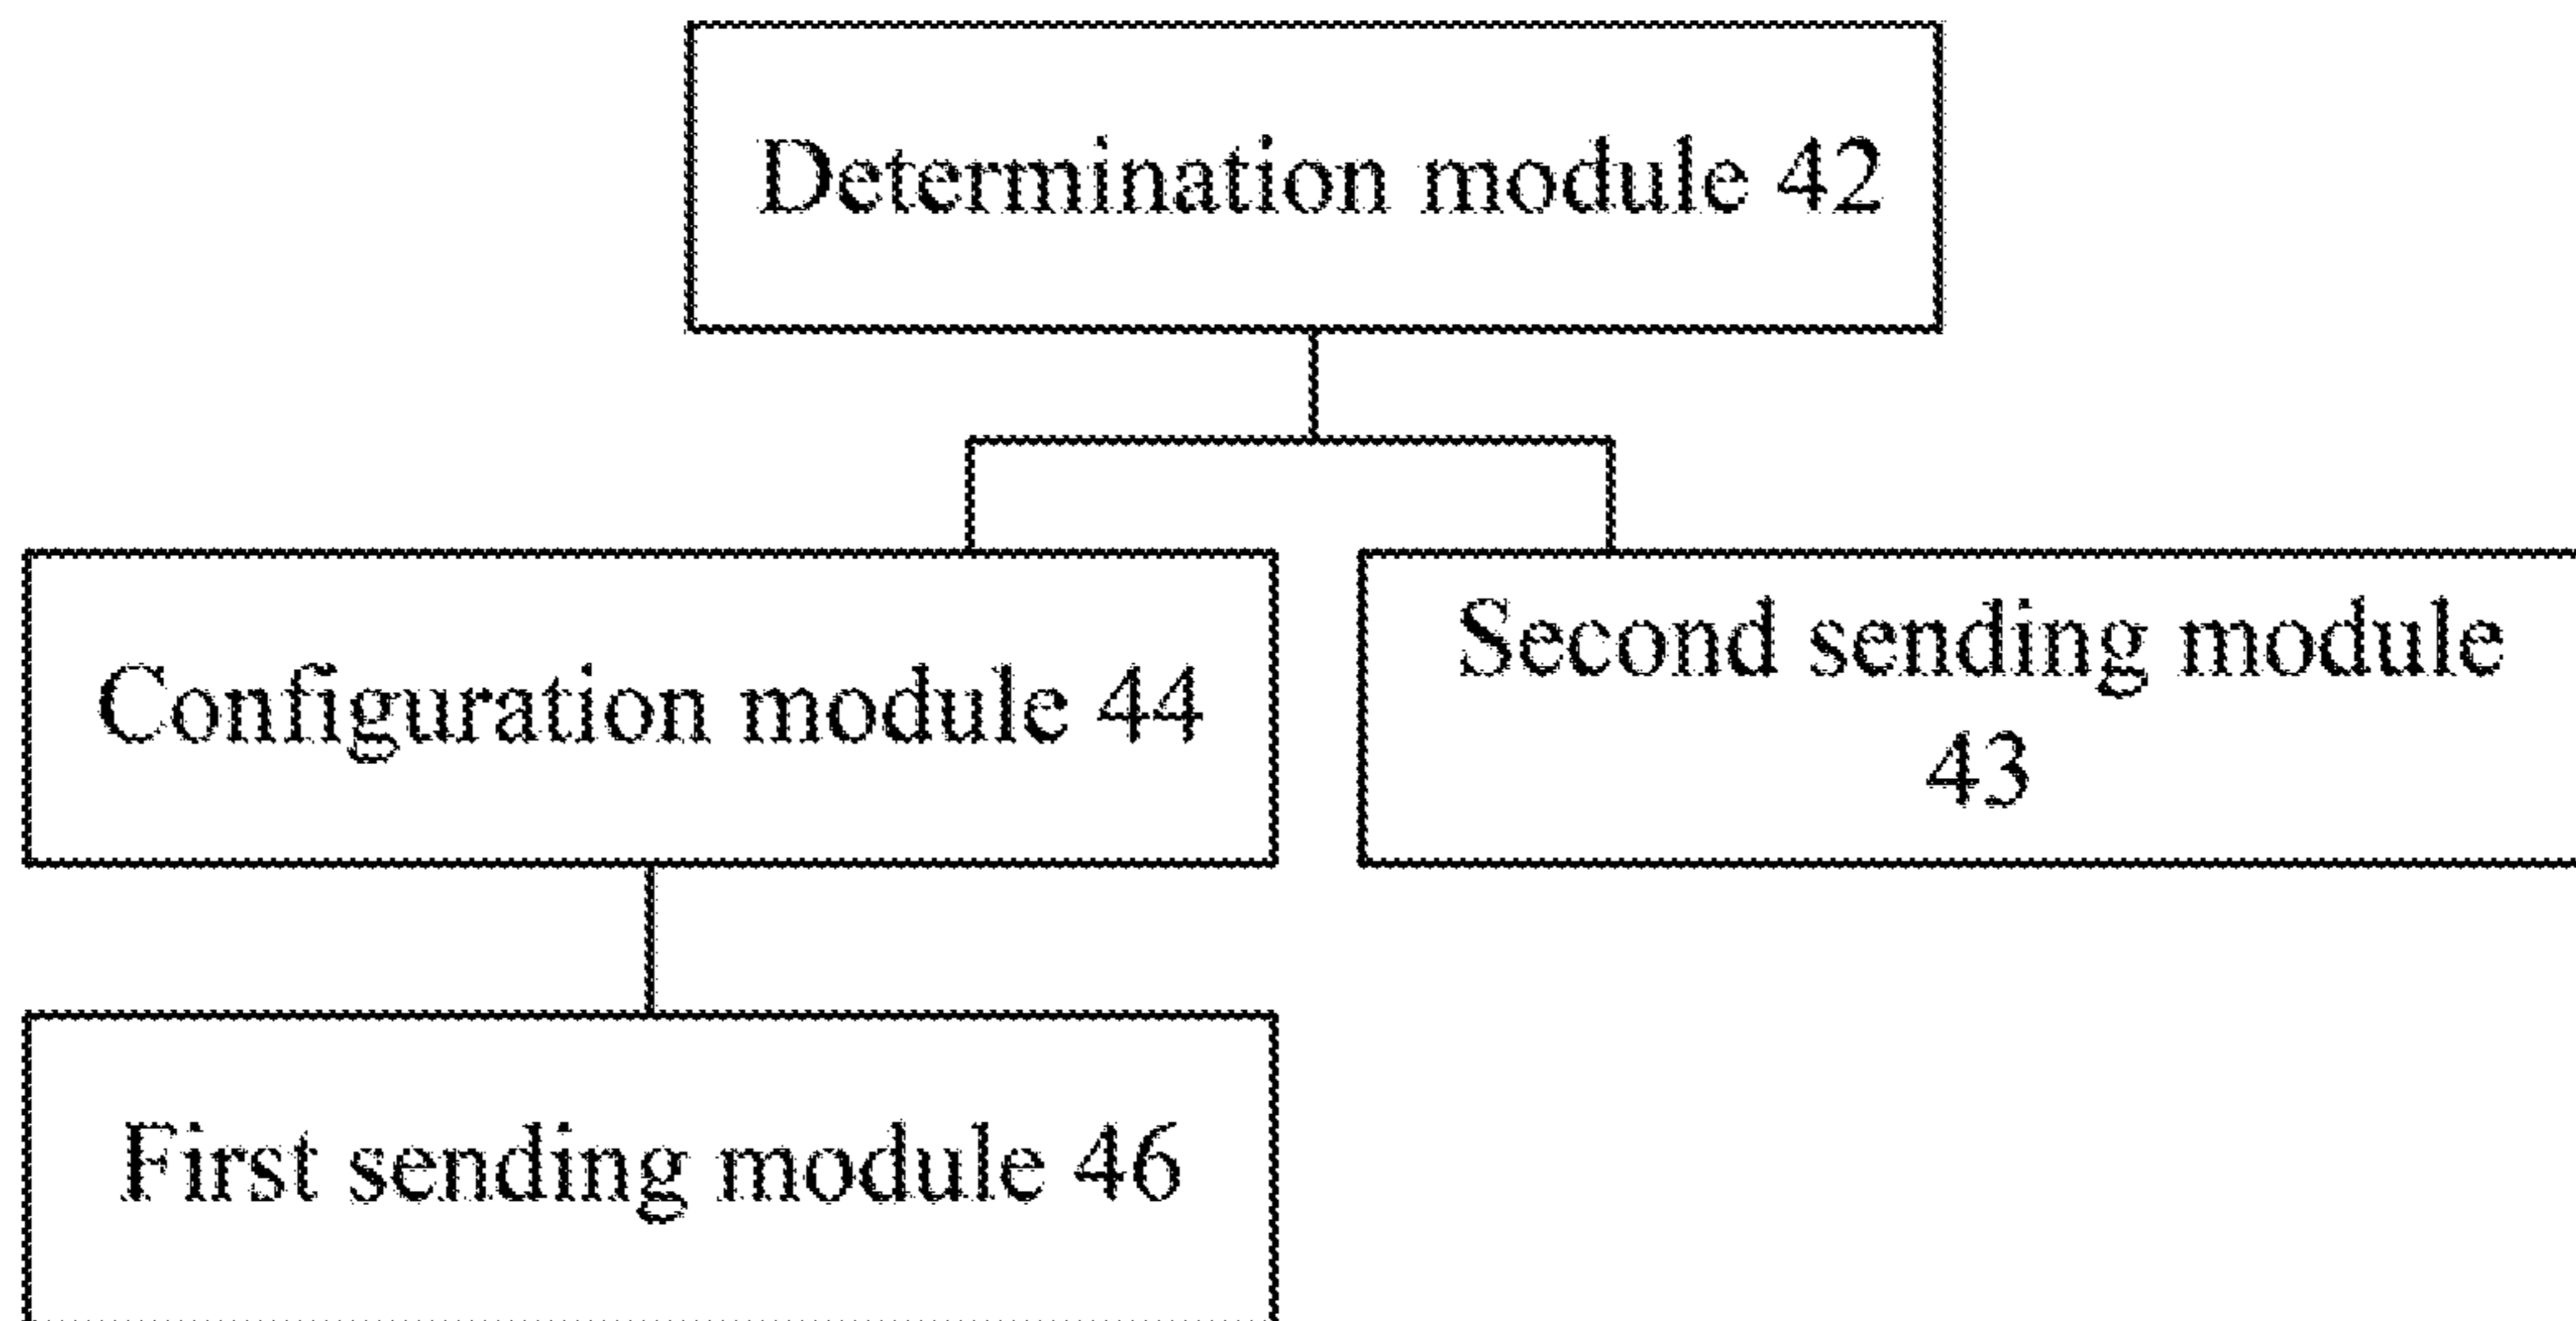 Determination module 42
Configuration module 44
Second sending module
43
First sending module 46